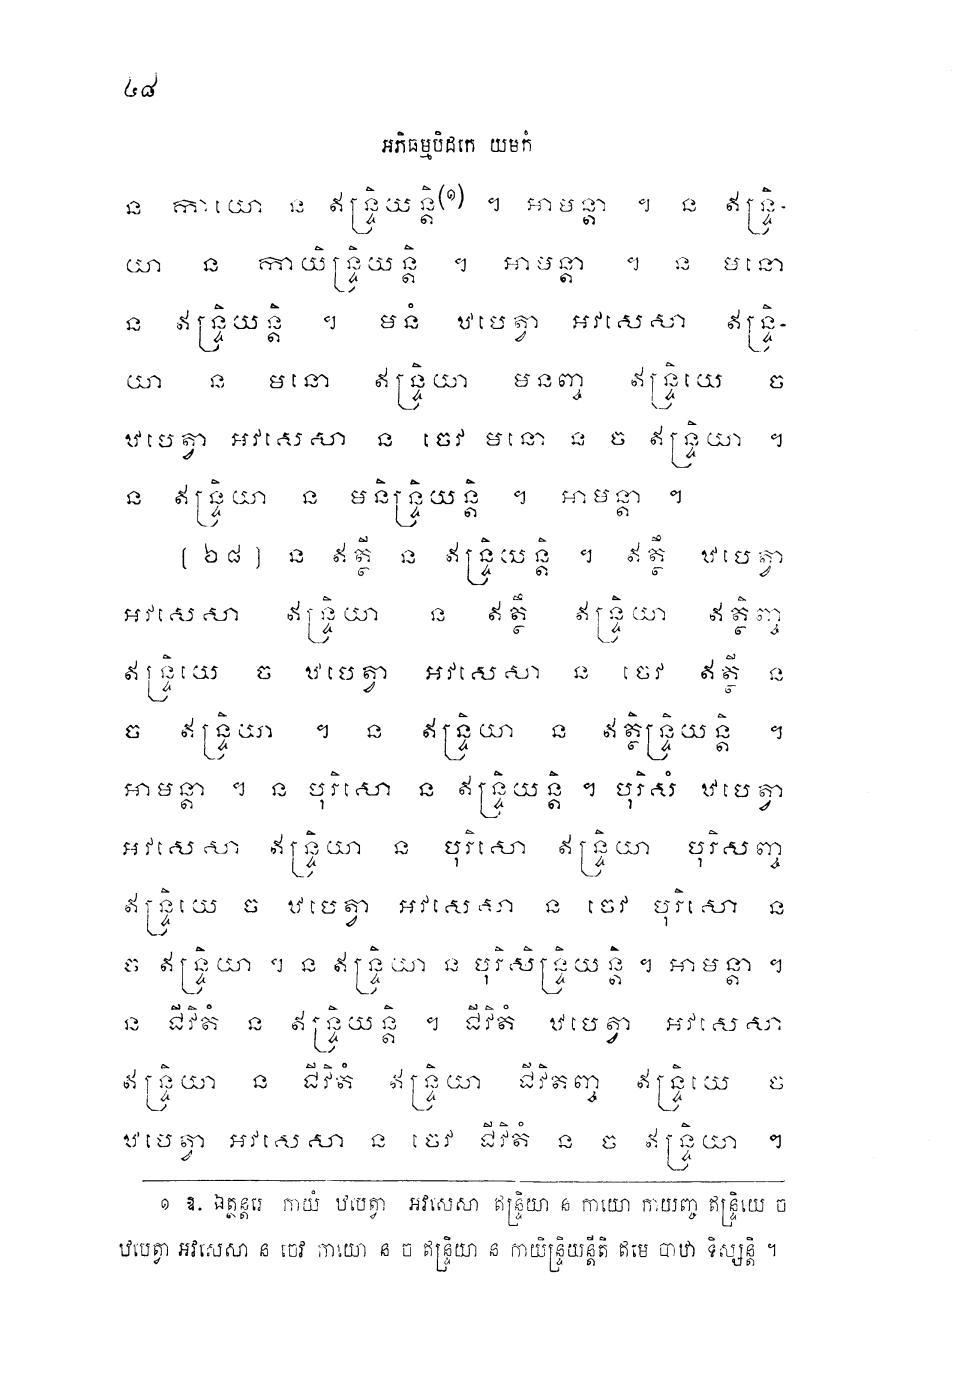 ៤៨
អភិធម្មបិដកេ យមកំ
ន កាយោ ន ឥន្ទ្រិយន្តិ(១) ។ អាមន្តា ។ ន ឥន្ទ្រិ-
យា ន កាយិន្ទ្រិយន្តិ ។ អាមន្តា ។ ន មនោ
ន ឥន្ទ្រិយន្តិ ។ មនំ ឋបេត្វា អវសេសា ឥន្ទ្រិ-
យា ន មនោ ឥន្ទ្រិយា មនញ្ច ឥន្ទ្រិយេ ច
ឋបេត្វា អវសេសា ន ចេវ មនោ ន ច ឥន្ទ្រិយា ។
ន ឥន្ទ្រិយា ន មនិន្ទ្រិយន្តិ ។ អាមន្តា ។
[ ២៨ ] ន ឥត្ថី ន ឥន្ទ្រិយន្តិ ។ ឥត្ថឹ ឋបេត្វា
អវសេសា ឥន្ទ្រិយា ន ឥត្ថី ឥន្ទ្រិយា ឥត្ថិញ្ច
ឥន្ទ្រិយេ ច ឋបេត្វា អវសេសា ន ចេវ ឥត្ថី ន
ច ឥន្ទ្រិយា ។ ន ឥន្ទ្រិយា ន ឥត្ថិន្ទ្រិយន្តិ ។
អាមន្តា ។ ន បុរិសោ ន ឥន្ទ្រិយន្តិ ។ បុរិសំ ឋបេត្វា
អវសេសា ឥន្ទ្រិយា ន បុរិសោ ឥន្ទ្រិយា បុរិសញ្ច
ឥន្ទ្រិយេ ច ឋបេត្វា អវសេសា ន ចេវ បុរិសោ ន
ច ឥន្ទ្រិយា ។ ន ឥន្ទ្រិយា ន បុរិសិន្ទ្រិយន្តិ ។ អាមន្តា ។
ន ជីវិតំ ន ឥន្ទ្រិយន្តិ ។ ជីវិតំ ឋបេត្វា អវសេសា
ឥន្ទ្រិយា ន ជីវិតំ ឥន្ទ្រិយា ជីវិតញ្ច ឥន្ទ្រិយេ ច
ឋបេត្វា អវសេសា ន ចេវ ជីវិតំ ន ច ឥន្ទ្រិយា ។
១ ឱ. ឯត្ថន្តរេ កាយំ ឋបេត្វា អវសេសា ឥន្ទ្រិយា ន កាយោ កាយញ្ច ឥន្ទ្រិយេ ច
ឋបេត្វា អវសេសា ន ចេវ កាយោ ន ច ឥន្ទ្រិយា ន កាយិន្ទ្រិយន្តីតិ ឥមេ បាឋា ទិស្សន្តិ ។